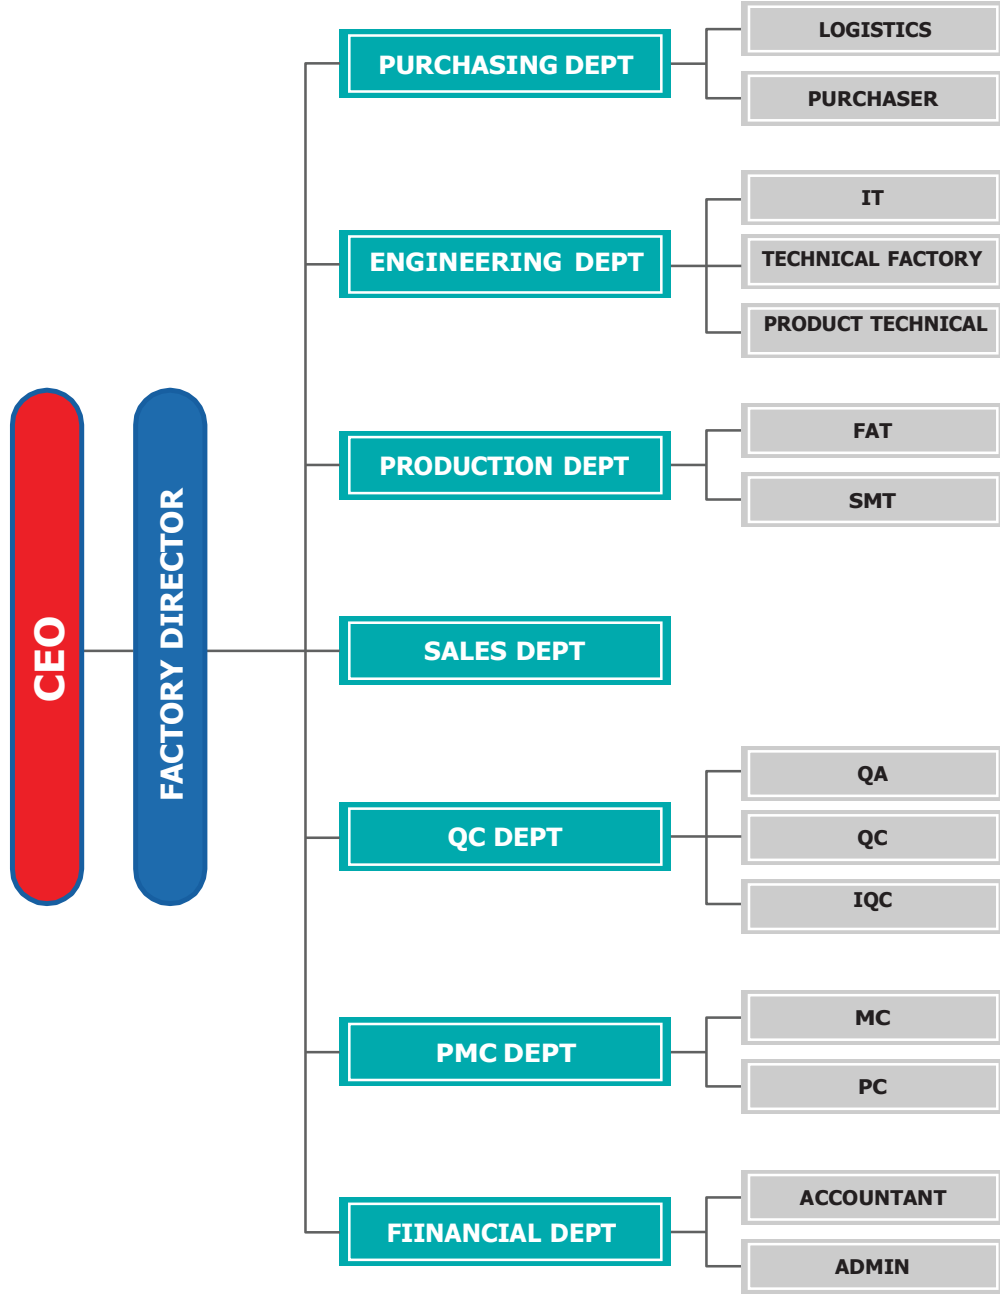 CEO
FACTORY DIRECTOR
PURCHASING DEPT
LOGISTICS
PURCHASER
ENGINEERING DEPT
IT
TECHNICAL FACTORY
PRODUCT TECHNICAL
PRODUCTION DEPT
FAT
SMT
SALES DEPT
QC DEPT
QA
QC
IQC
PMC DEPT
MC
PC
FIINANCIAL DEPT
ACCOUNTANT
ADMIN